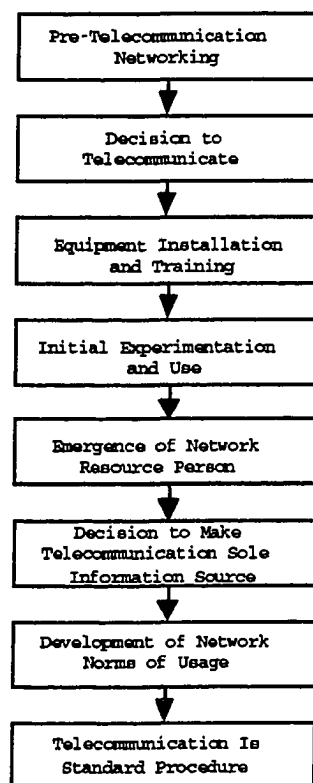 Pre-Telecommunication
Networking
Decision to
Telecommunicate
Equipment Installation
and Training
Initial Experimentation
and Use
Emergence of Network
Resource Person
Decision to Make
Telecommunication Sole
Information Source
Development of Network
Norms of Usage
Telecommunication Is
Standard Procedure